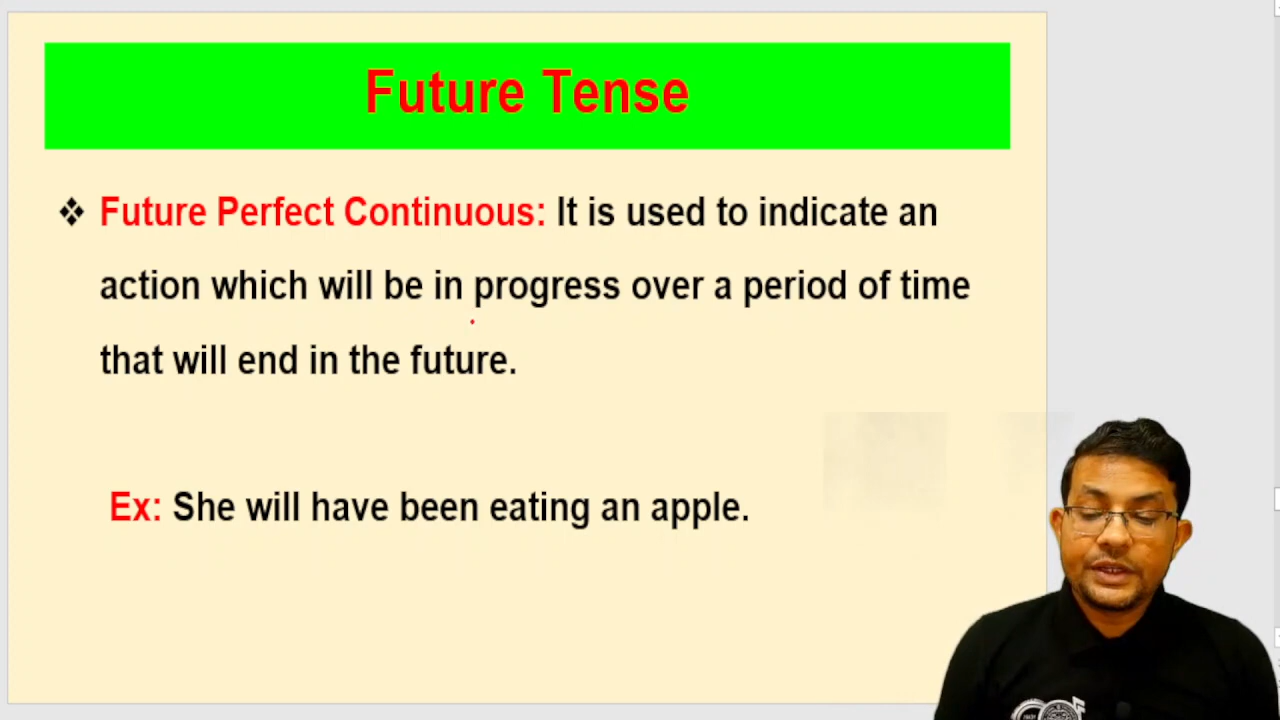 Future Tense
❖ Future Perfect Continuous: It is used to indicate an
action which will be in progress over a period of time
that will end in the future.
Ex: She will have been eating an apple.